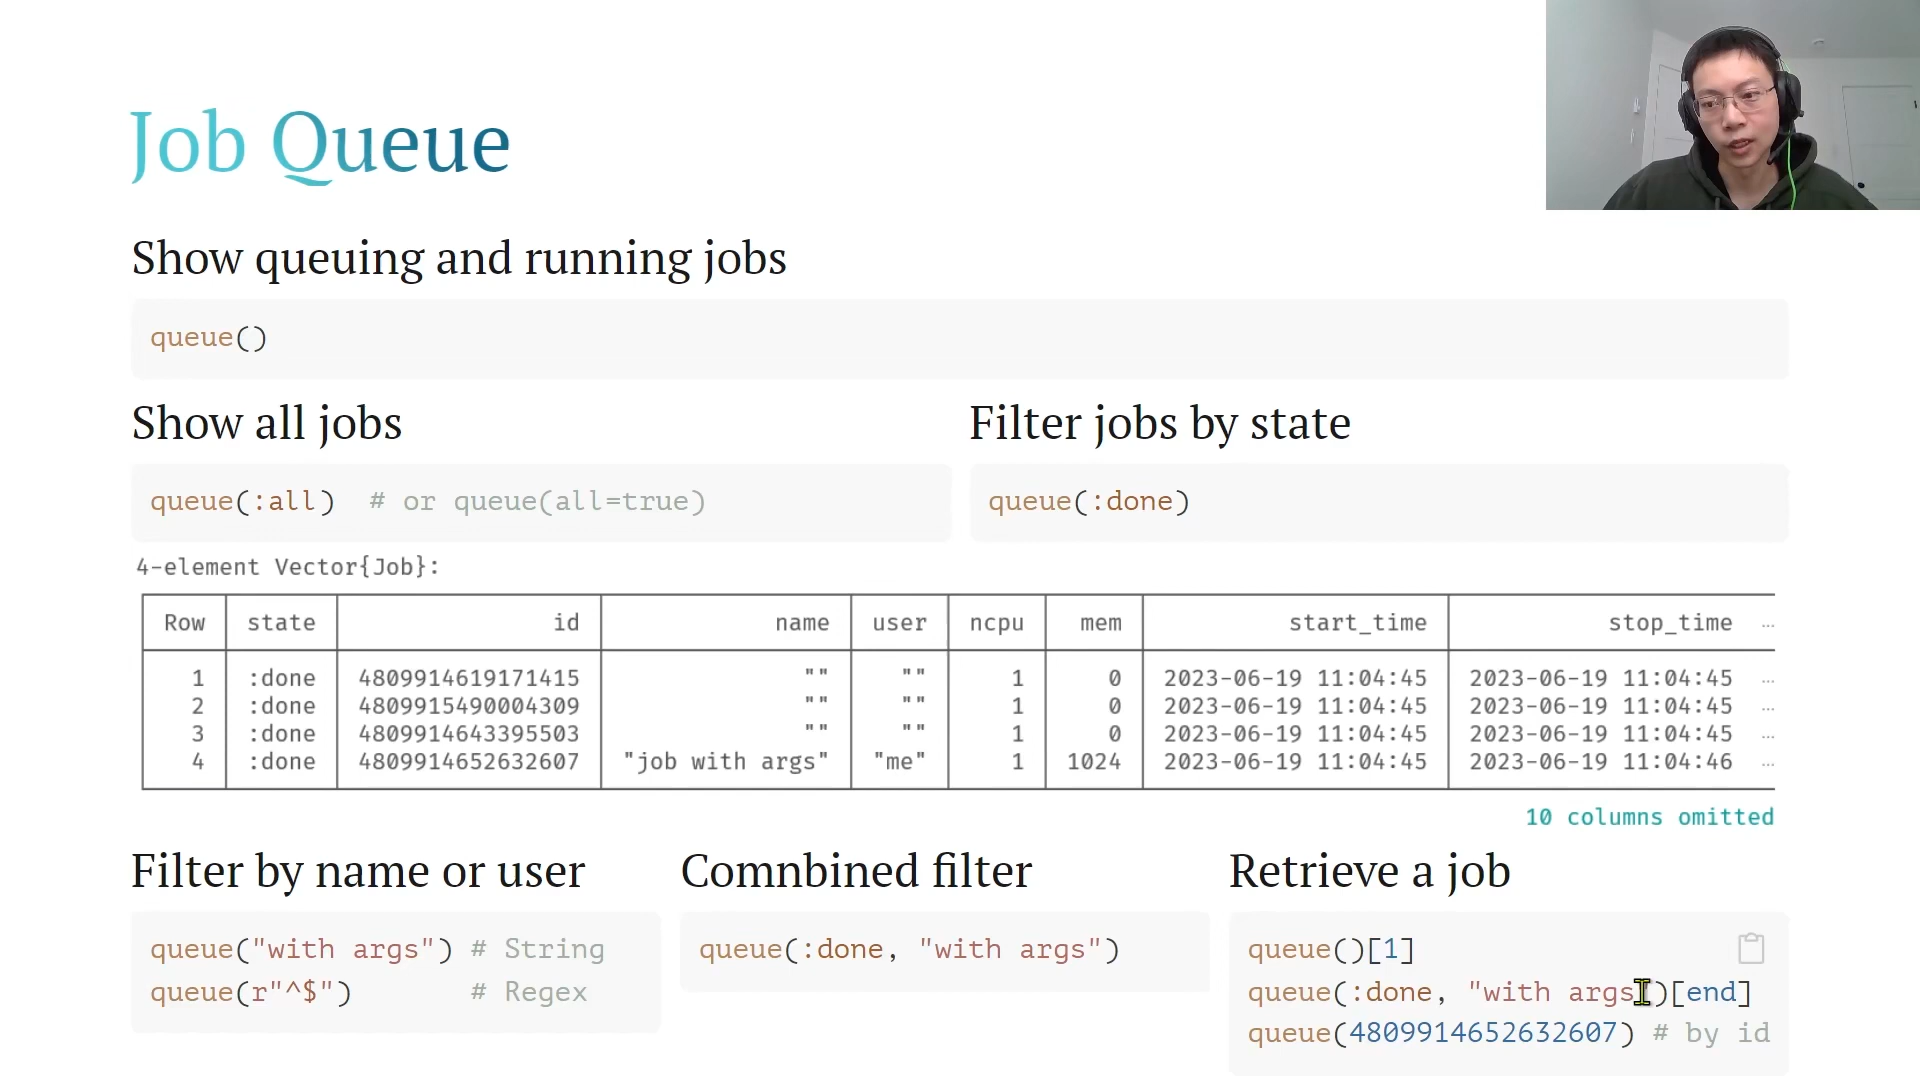 Job Queue
Show queuing and running jobs
queue()
Show all jobs
queue(:all)  # or queue(all=true)
Filter jobs by state
queue(:done)
4-element Vector{Job}:
Row state id name user ncpu mem start_time stop_time …
1 :done 4809914619171415 "" "" 1 0 2023-06-19 11:04:45 2023-06-19 11:04:45 …
2 :done 4809915490004309 "" "" 1 0 2023-06-19 11:04:45 2023-06-19 11:04:45 …
3 :done 4809914643395503 "" "" 1 0 2023-06-19 11:04:45 2023-06-19 11:04:45 …
4 :done 4809914652632607 "job with args" "me" 1 1024 2023-06-19 11:04:45 2023-06-19 11:04:46 …
10 columns omitted
Filter by name or user
queue("with args") # String
queue(r"^$") # Regex
Comnbined filter
queue(:done, "with args")
Retrieve a job
queue()[1]
queue(:done, "with args")[end]
queue(4809914652632607) # by id